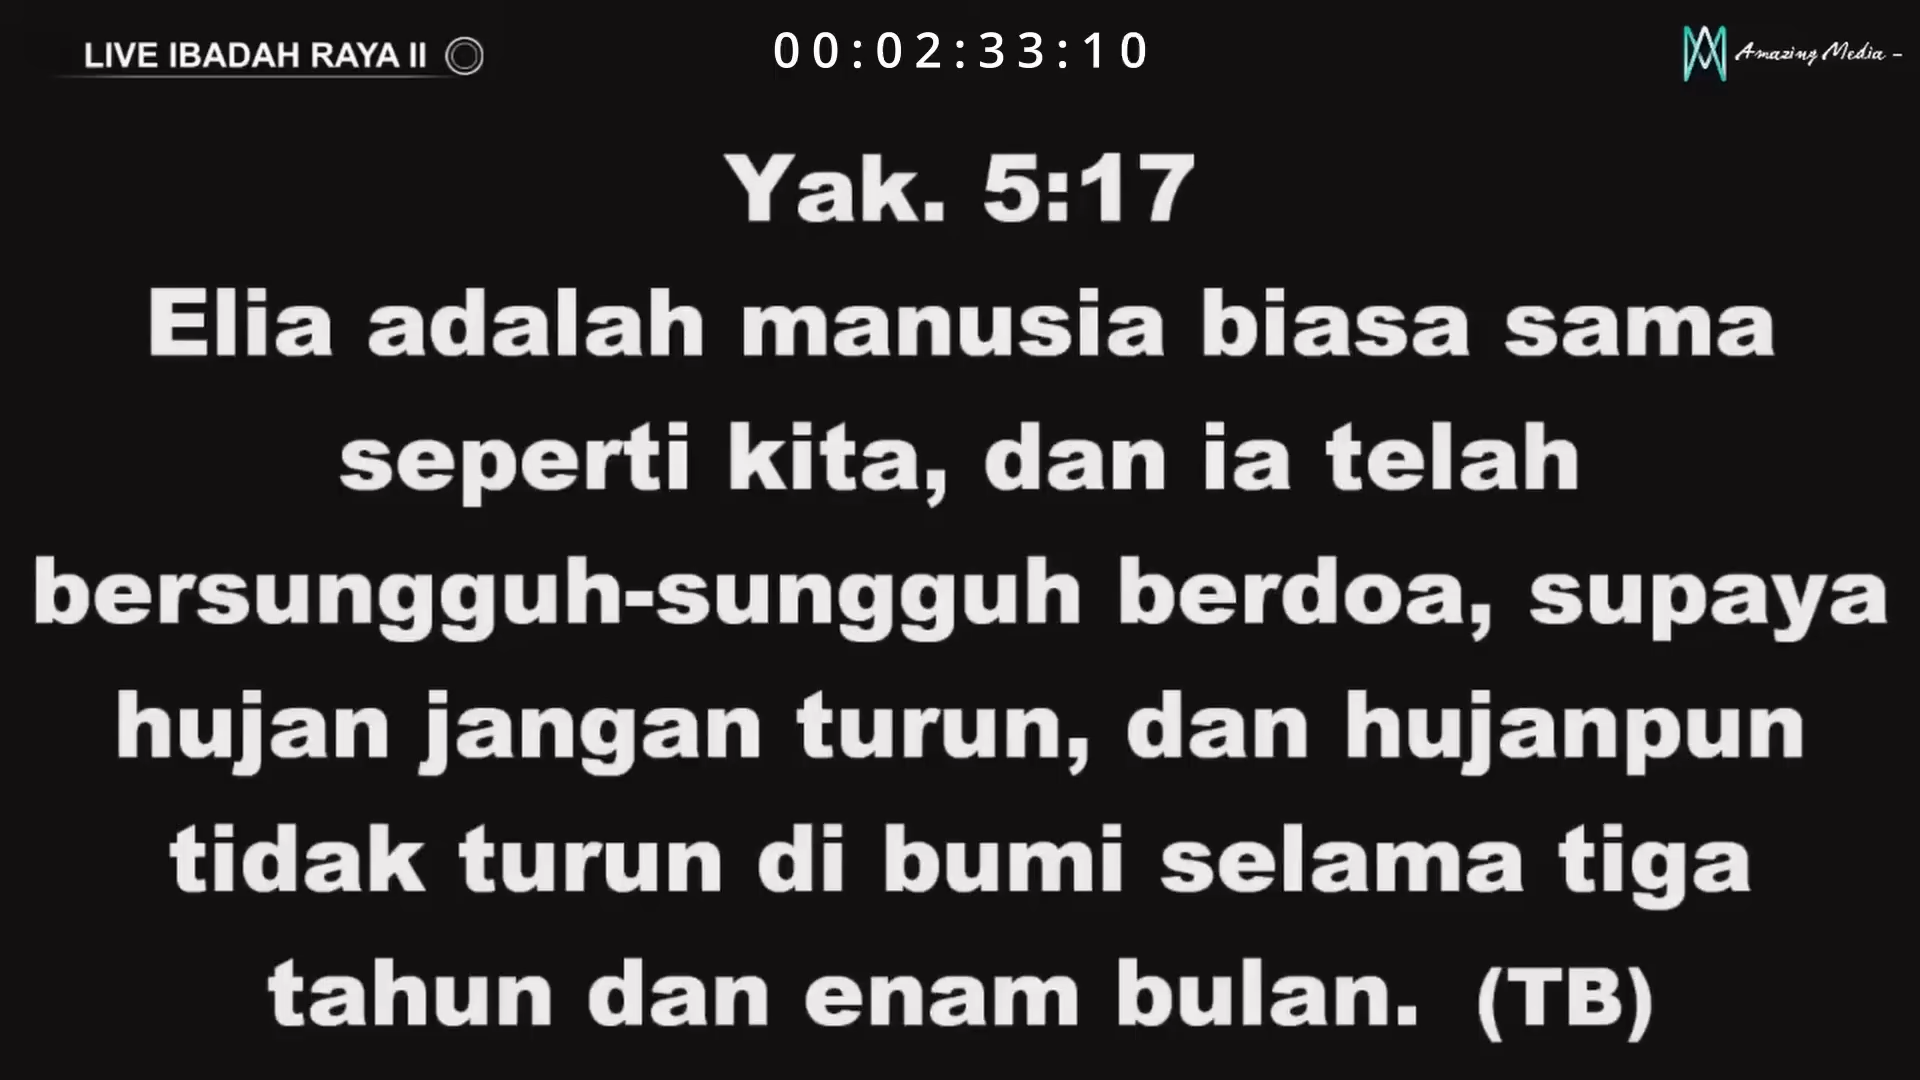 LIVE IBADAH RAYA II
00:02:33:10
Amazing Media -
Yak. 5:17
Elia adalah manusia biasa sama
seperti kita, dan ia telah
bersungguh-sungguh berdoa, supaya
hujan jangan turun, dan hujanpun
tidak turun di bumi selama tiga
tahun dan enam bulan. (TB)